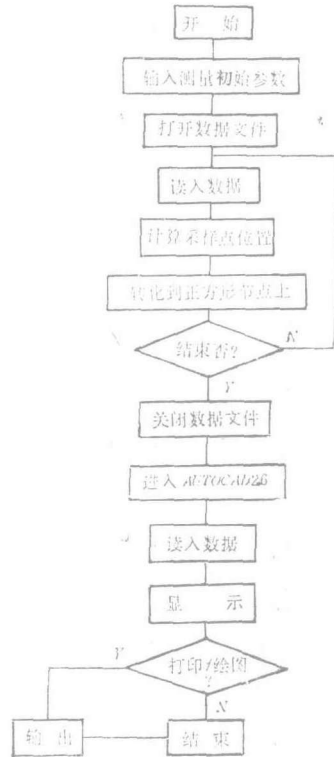 开 始
输入测量初始参数
打开数据文件
读入数据
计算采样点位置
转化到正方形节点上
结束否?
N
Y
关闭数据文件
进入AUTOCAD26
读入数据
显 示
打印/绘图
?
Y
N
输 出
结 束